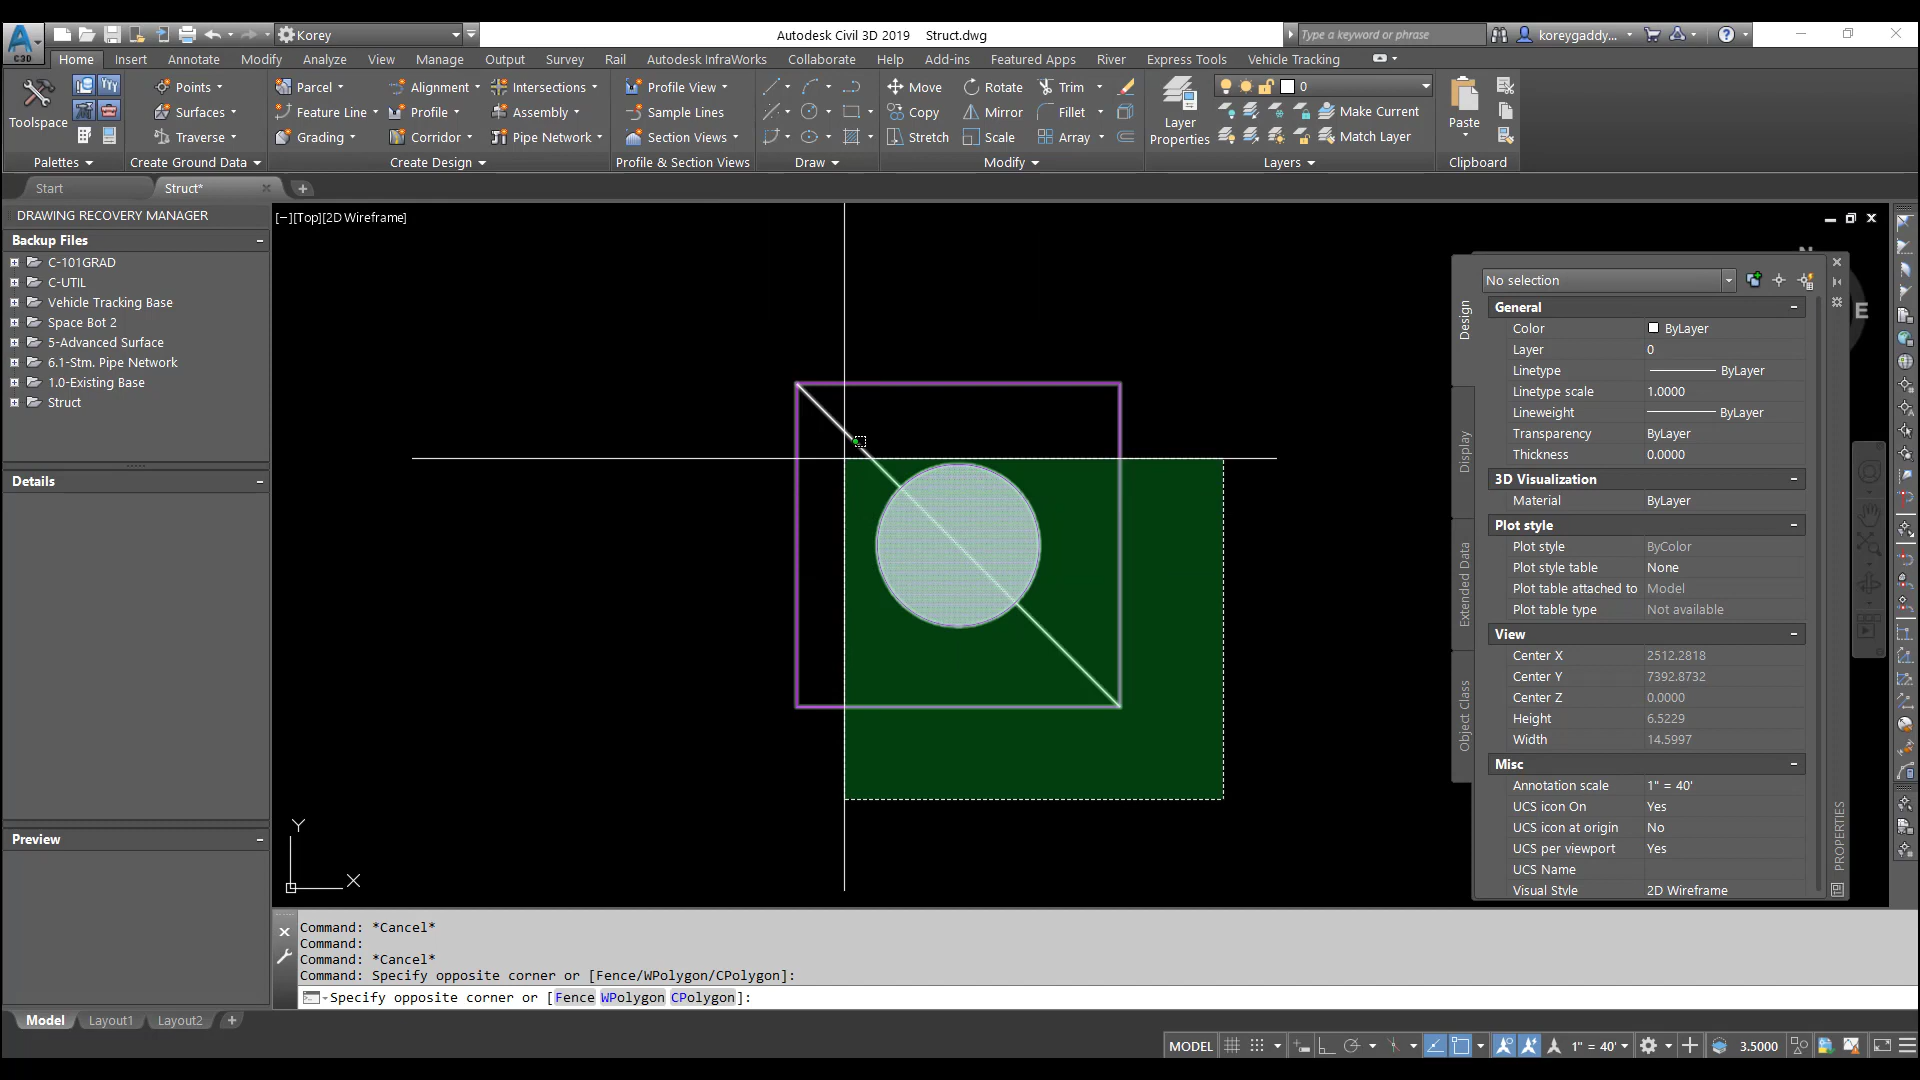 Korey
Autodesk Civil 3D 2019 Struct.dwg
Type a keyword or phrase
koreygaddy...
C3D
Home Insert Annotate Modify Analyze View Manage Output Survey Rail Autodesk InfraWorks Collaborate Help Add-ins Featured Apps River Express Tools Vehicle Tracking
Toolspace
Palettes
Points
Surfaces
Traverse
Create Ground Data
Parcel
Feature Line
Grading
Alignment
Profile
Corridor
Intersections
Assembly
Pipe Network
Create Design
Profile View
Sample Lines
Section Views
Profile & Section Views
Draw
Move
Copy
Stretch
Rotate
Mirror
Scale
Trim
Fillet
Array
Modify
Layer
Properties
0
Make Current
Match Layer
Layers
Paste
Clipboard
Start
Struct*
DRAWING RECOVERY MANAGER
Backup Files
C-101GRAD
C-UTIL
Vehicle Tracking Base
Space Bot 2
5-Advanced Surface
6.1-Stm. Pipe Network
1.0-Existing Base
Struct
Details
Preview
[−][Top][2D Wireframe]
E
Y
X
No selection
Design
Display
Extended Data
Object Class
PROPERTIES
General
Color ByLayer
Layer 0
Linetype ByLayer
Linetype scale 1.0000
Lineweight ByLayer
Transparency ByLayer
Thickness 0.0000
3D Visualization
Material ByLayer
Plot style
Plot style ByColor
Plot style table None
Plot table attached to Model
Plot table type Not available
View
Center X 2512.2818
Center Y 7392.8732
Center Z 0.0000
Height 6.5229
Width 14.5997
Misc
Annotation scale 1" = 40'
UCS icon On Yes
UCS icon at origin No
UCS per viewport Yes
UCS Name
Visual Style 2D Wireframe
Command: *Cancel*
Command:
Command: *Cancel*
Command: Specify opposite corner or [Fence/WPolygon/CPolygon]:
Specify opposite corner or [Fence WPolygon CPolygon]:
Model Layout1 Layout2
MODEL 1" = 40' 3.5000